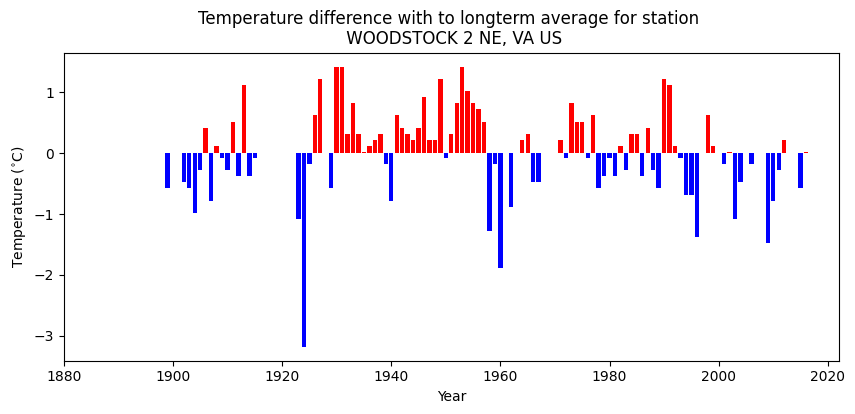 Temperature difference with to longterm average for station
WOODSTOCK 2 NE, VA US
Temperature (°C)
1
0
−1
−2
−3
1880 1900 1920 1940 1960 1980 2000 2020
Year